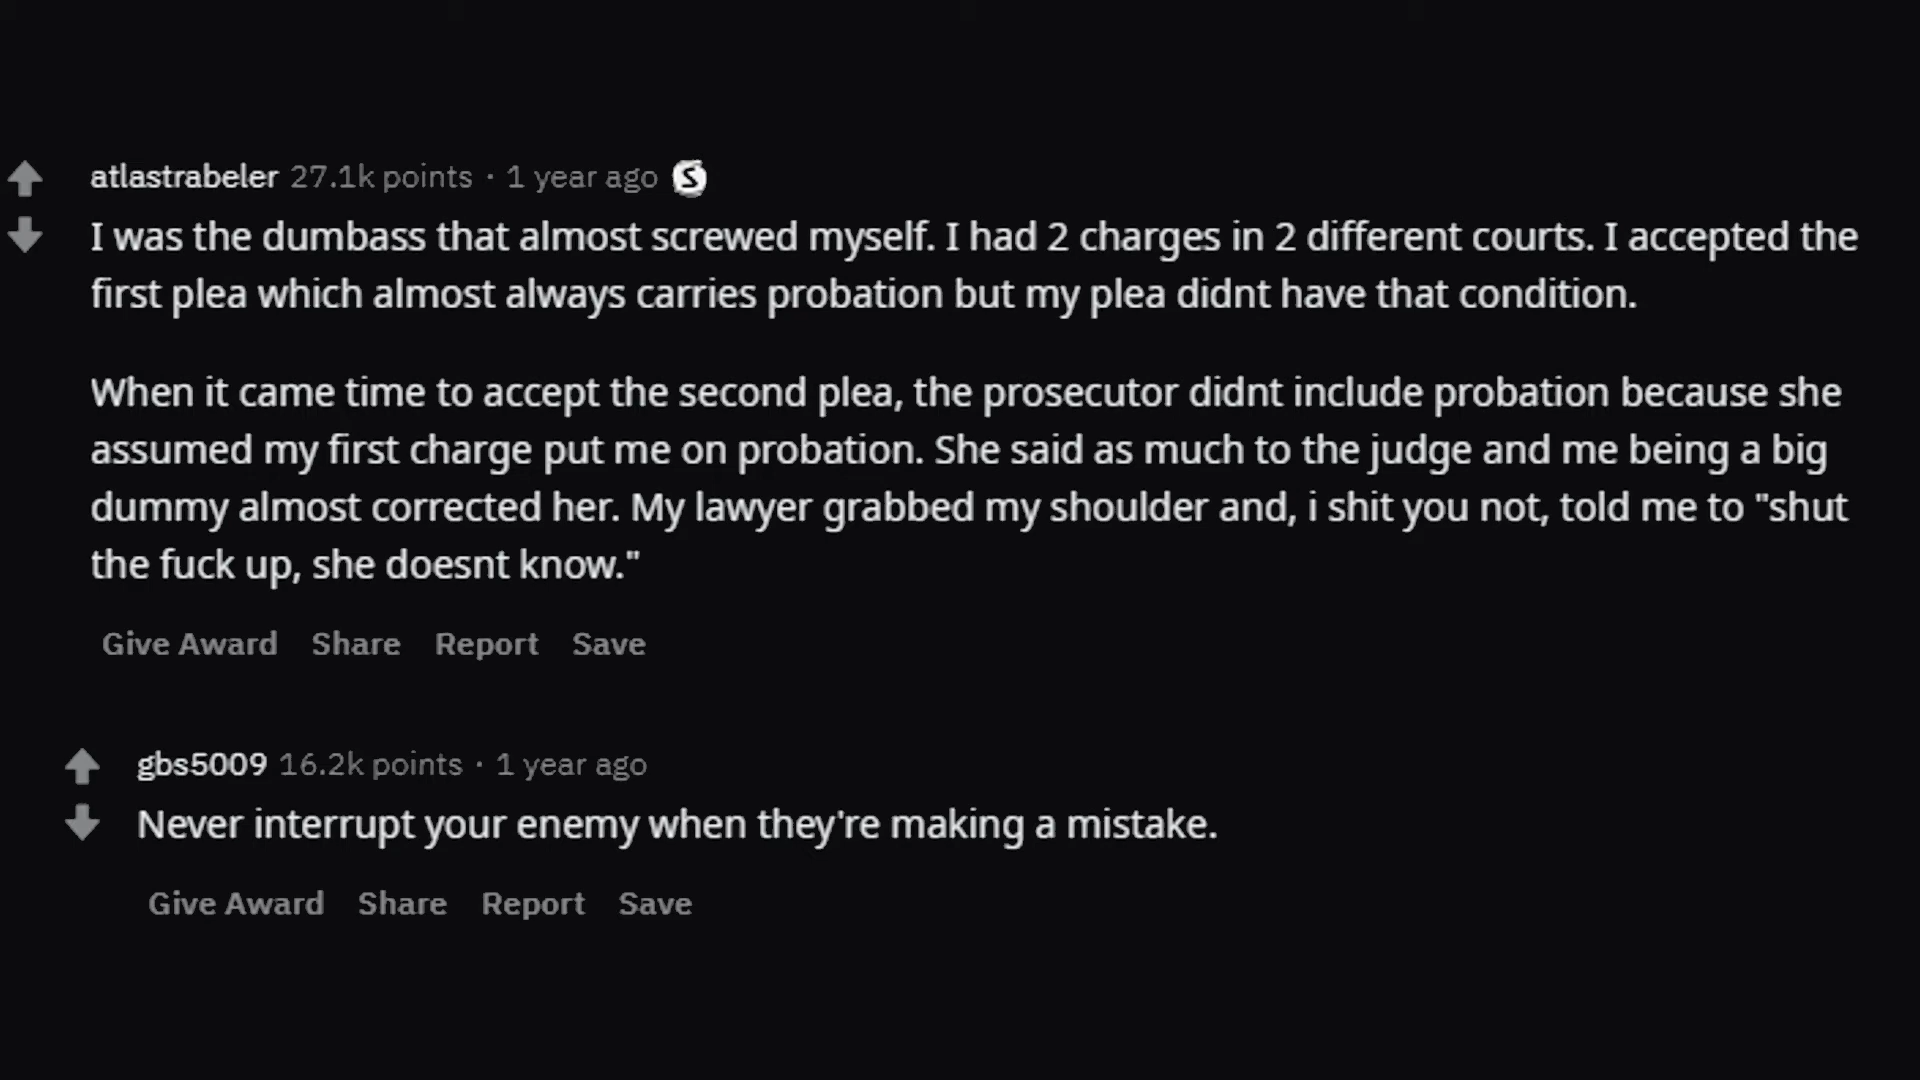 atlastrabeler 27.1k points · 1 year ago S
I was the dumbass that almost screwed myself. I had 2 charges in 2 different courts. I accepted the
first plea which almost always carries probation but my plea didnt have that condition.
When it came time to accept the second plea, the prosecutor didnt include probation because she
assumed my first charge put me on probation. She said as much to the judge and me being a big
dummy almost corrected her. My lawyer grabbed my shoulder and, i shit you not, told me to "shut
the fuck up, she doesnt know."
Give Award Share Report Save
gbs5009 16.2k points · 1 year ago
Never interrupt your enemy when they're making a mistake.
Give Award Share Report Save